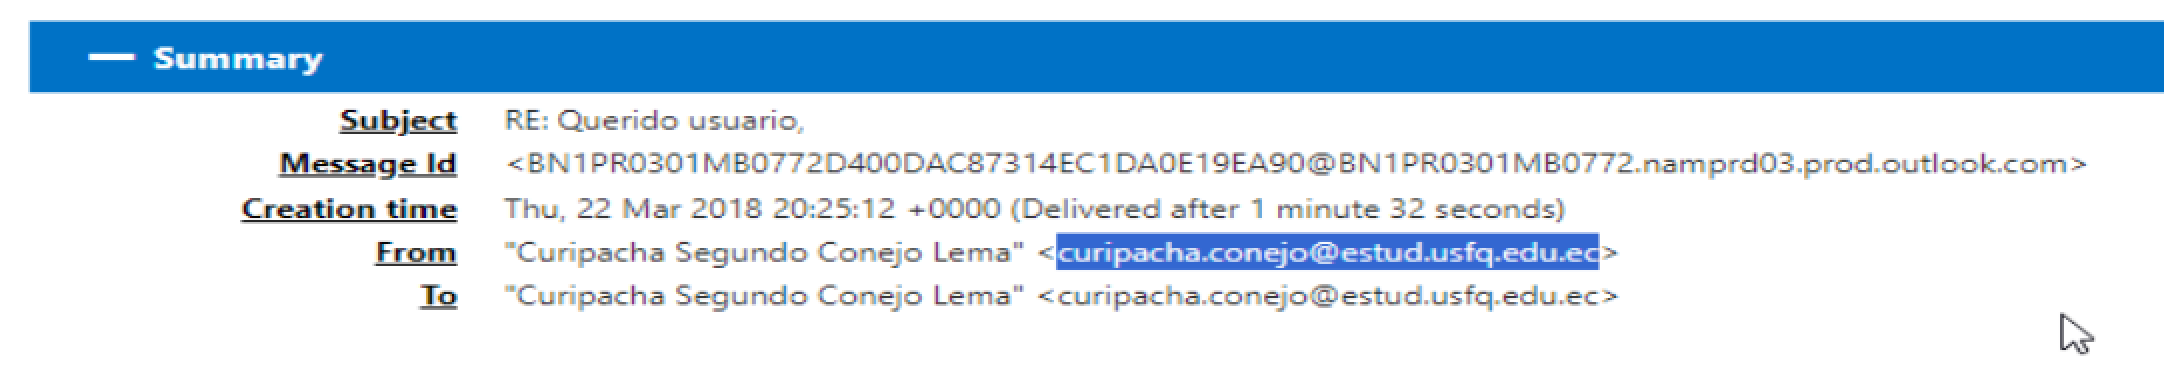 — Summary
Subject RE: Querido usuario,
Message Id <BN1PR0301MB0772D400DAC87314EC1DA0E19EA90@BN1PR0301MB0772.namprd03.prod.outlook.com>
Creation time Thu, 22 Mar 2018 20:25:12 +0000 (Delivered after 1 minute 32 seconds)
From "Curipacha Segundo Conejo Lema" <curipacha.conejo@estud.usfq.edu.ec>
To "Curipacha Segundo Conejo Lema" <curipacha.conejo@estud.usfq.edu.ec>